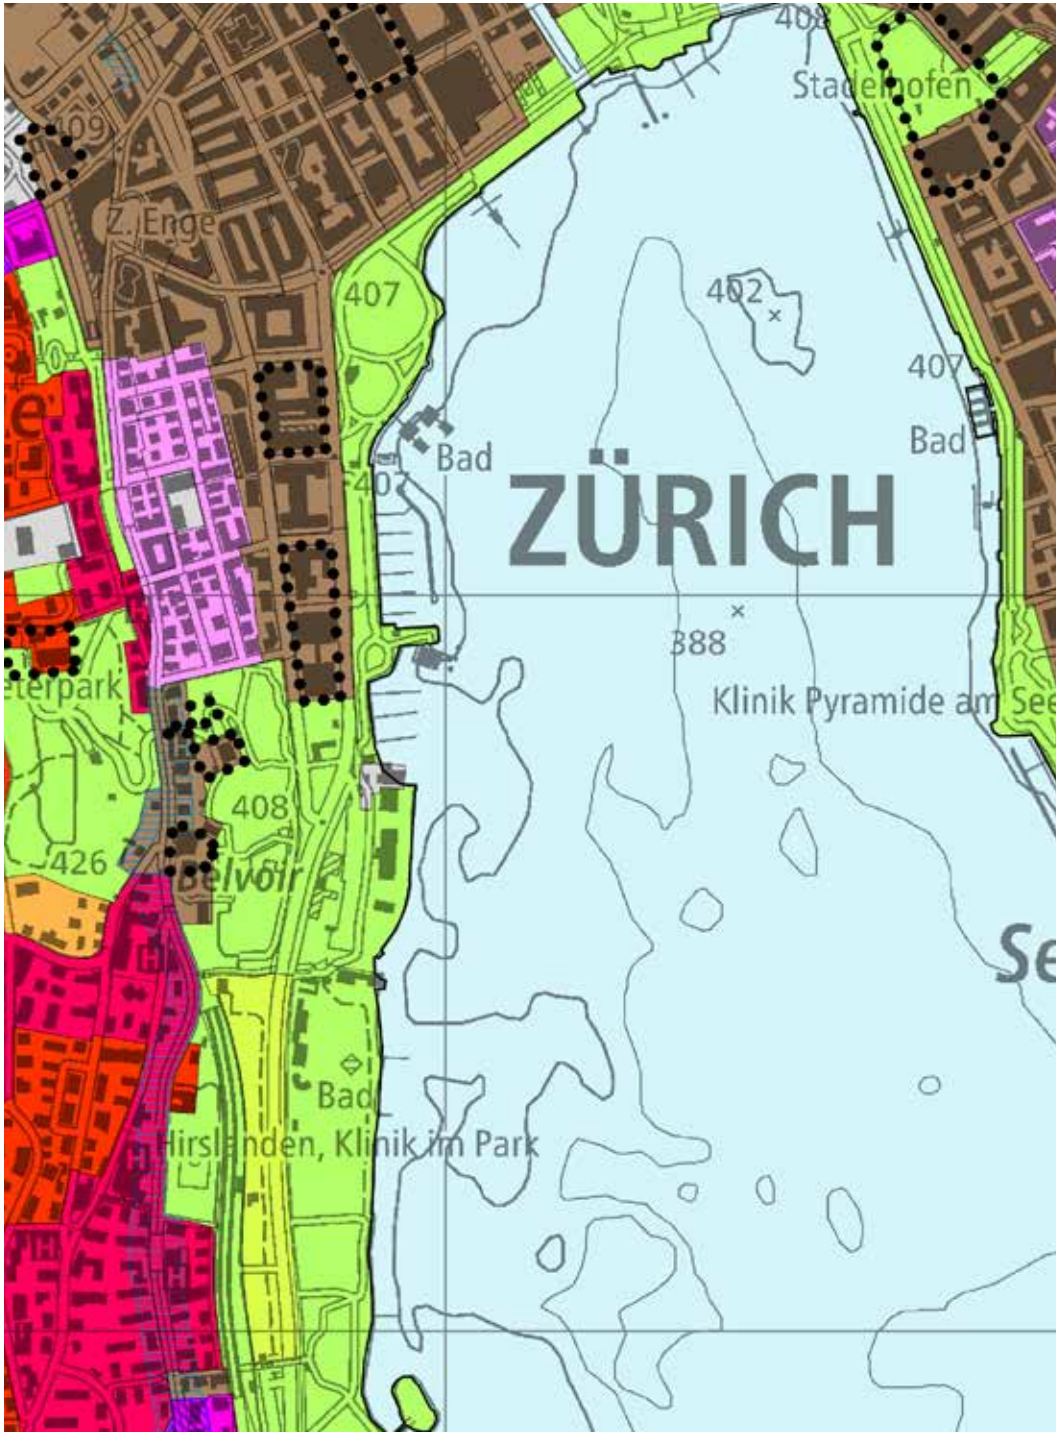 408
Stadelhofen
409
Z. Enge
407
402
407
e
Bad
Bad
407
ZÜRICH
388
eterpark
Klinik Pyramide am See
408
426
Belvoir
Se
Bad
Hirslanden, Klinik im Park